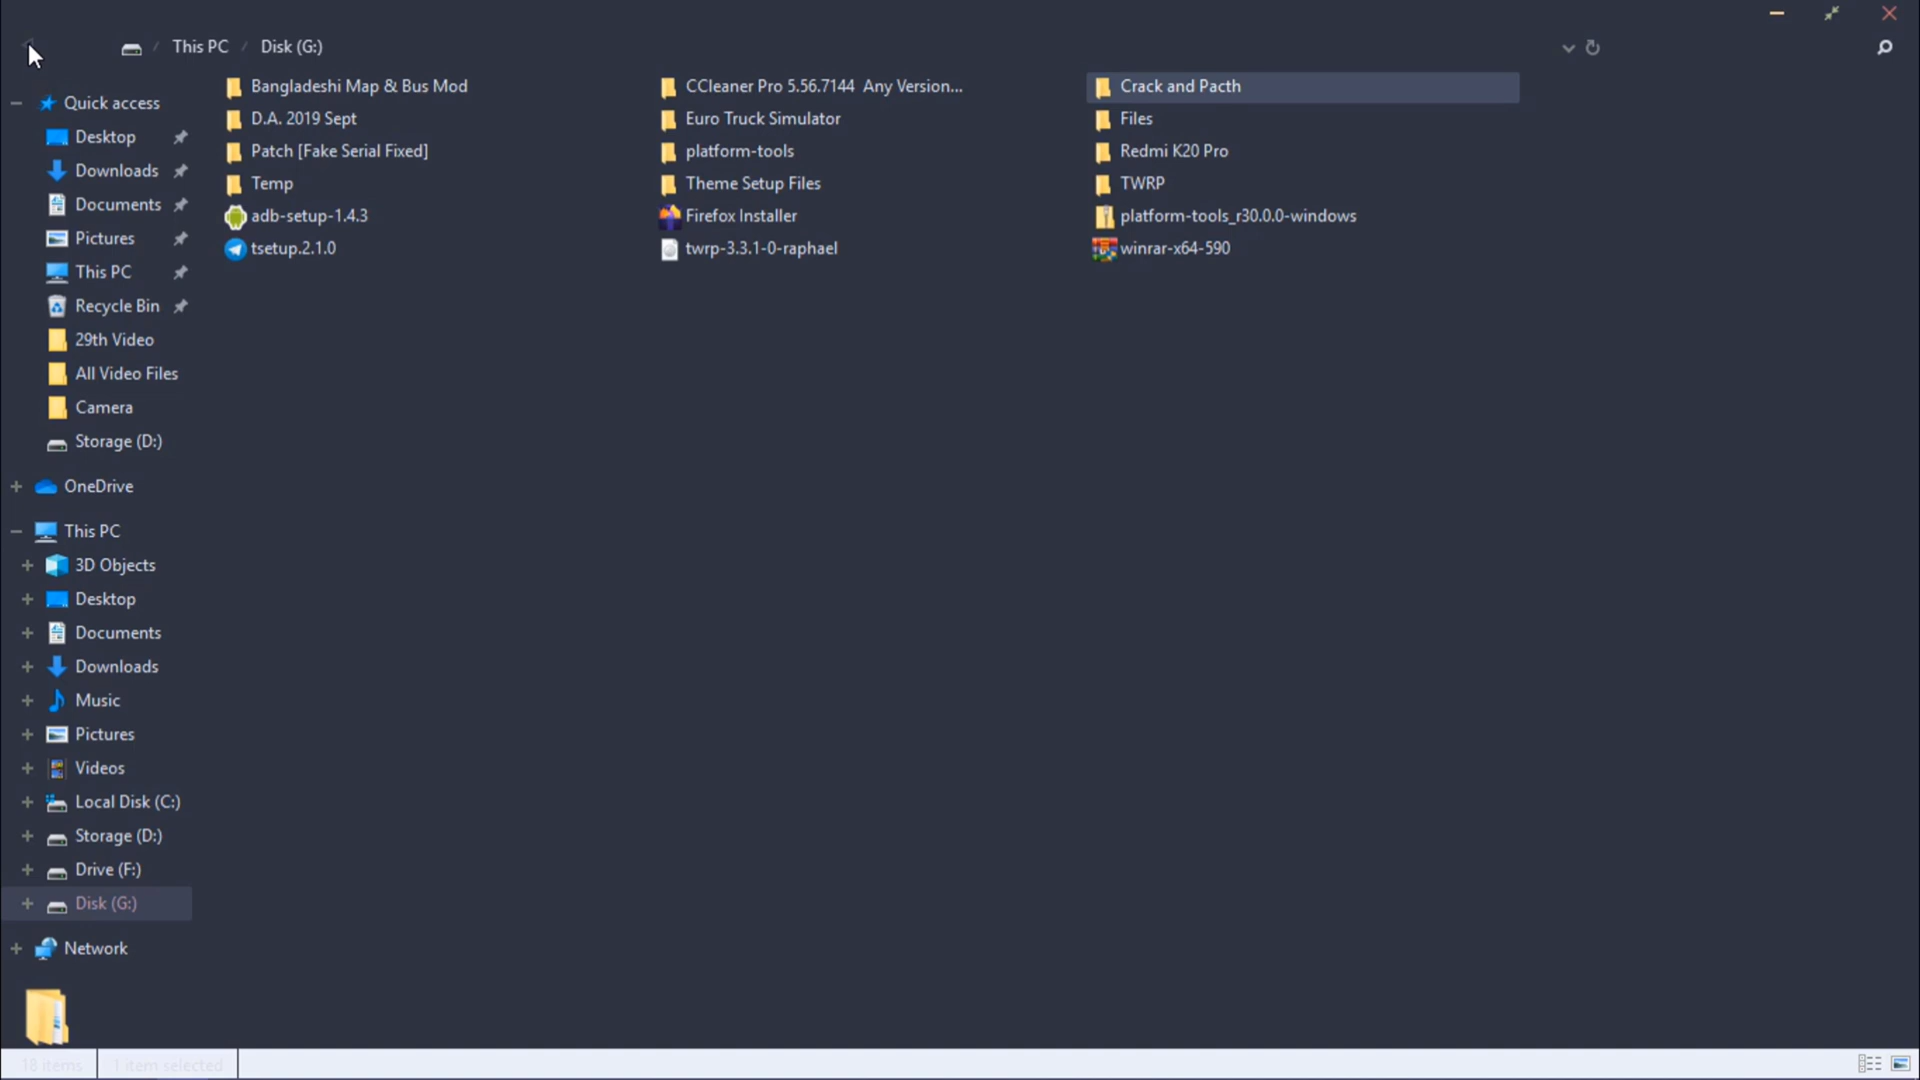 This PC / Disk (G:)
Quick access
Desktop
Downloads
Documents
Pictures
This PC
Recycle Bin
29th Video
All Video Files
Camera
Storage (D:)
OneDrive
This PC
3D Objects
Desktop
Documents
Downloads
Music
Pictures
Videos
Local Disk (C:)
Storage (D:)
Drive (F:)
Disk (G:)
Network
Bangladeshi Map & Bus Mod
CCleaner Pro 5.56.7144 Any Version...
Crack and Pacth
D.A. 2019 Sept
Euro Truck Simulator
Files
Patch [Fake Serial Fixed]
platform-tools
Redmi K20 Pro
Temp
Theme Setup Files
TWRP
adb-setup-1.4.3
Firefox Installer
platform-tools_r30.0.0-windows
tsetup.2.1.0
twrp-3.3.1-0-raphael
winrar-x64-590
18 items
1 item selected